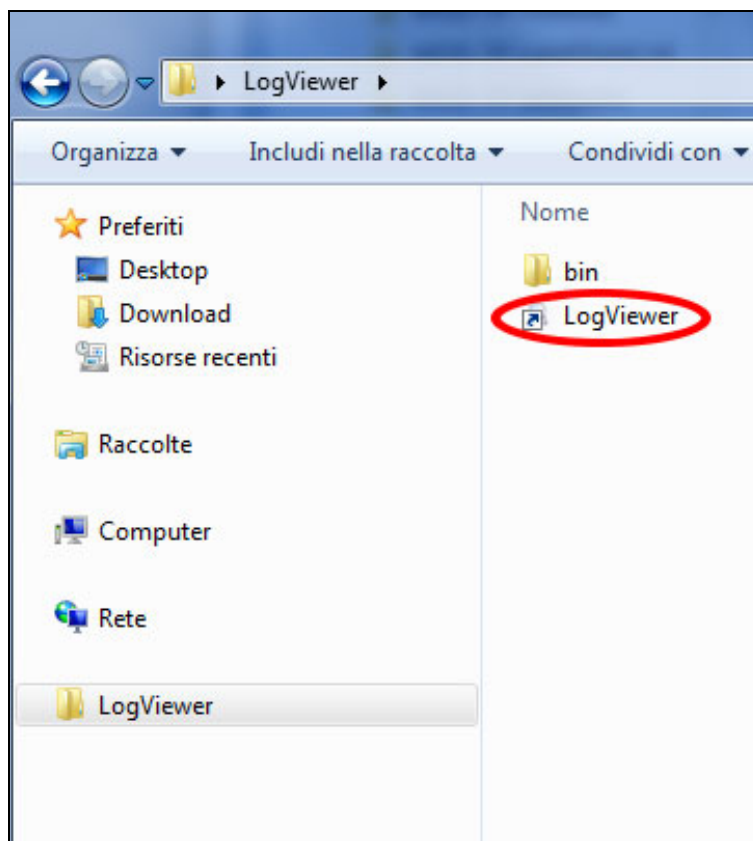 LogViewer
Organizza Includi nella raccolta Condividi con
Preferiti
Desktop
Download
Risorse recenti
Raccolte
Computer
Rete
LogViewer
Nome
bin
LogViewer